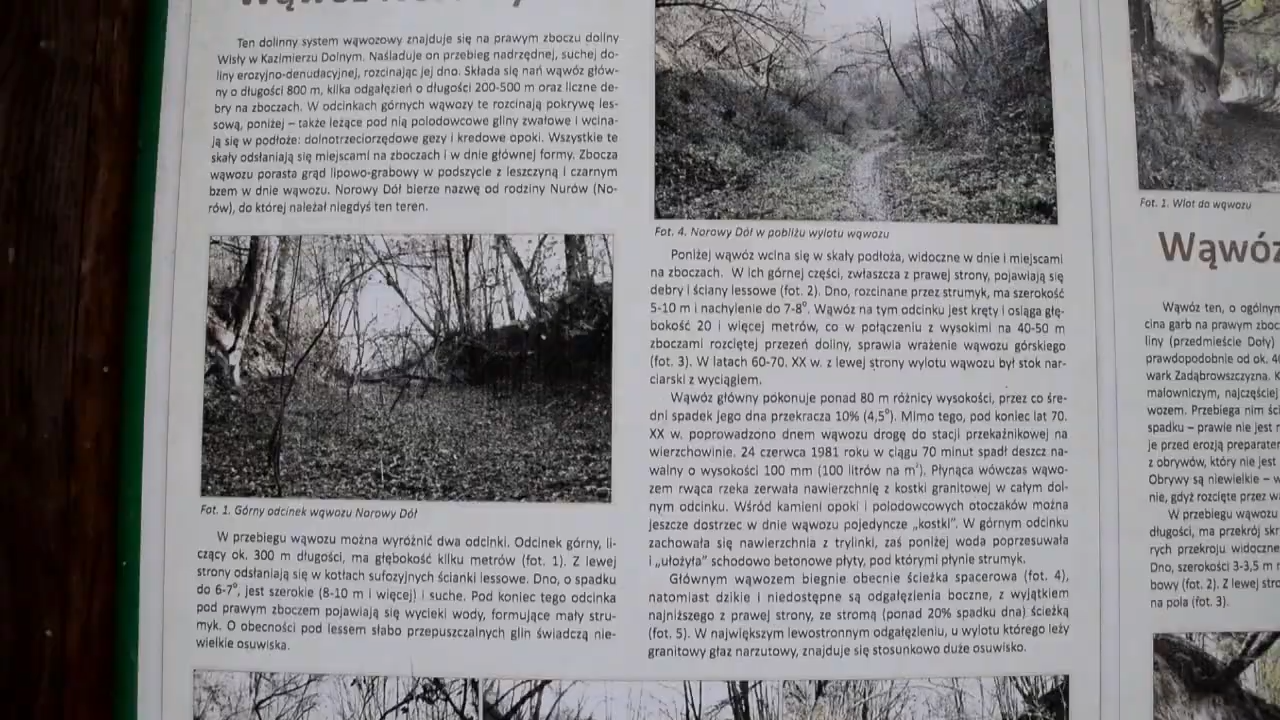 Wąwóz
Ten dolinny system wąwozowy znajduje się na prawym zboczu doliny
Wisły w Kazimierzu Dolnym. Naśladuje on przebieg nadrzędnej, suchej do-
liny erozyjno-denudacyjnej, rozcinając jej dno. Składa się nań wąwóz głów-
ny o długości 800 m, kilka odgałęzień o długości 200-500 m oraz liczne de-
bry na zboczach. W odcinkach górnych wąwozy te rozcinają pokrywę les-
sową, poniżej – także leżące pod nią polodowcowe gliny zwałowe i wcina-
ją się w podłoże: dolnotrzeciorzędowe gezy i kredowe opoki. Wszystkie te
skały odsłaniają się miejscami na zboczach i w dnie głównej formy. Zbocza
wąwozu porasta grąd lipowo-grabowy w podszycie z leszczyną i czarnym
bzem w dnie wąwozu. Norowy Dół bierze nazwę od rodziny Nurów (No-
rów), do której należał niegdyś ten teren.
Fot. 1. Górny odcinek wąwozu Norowy Dół
W przebiegu wąwozu można wyróżnić dwa odcinki. Odcinek górny, li-
czący ok. 300 m długości, ma głębokość kilku metrów (fot. 1). Z lewej
strony odsłaniają się w kotłach sufozyjnych ścianki lessowe. Dno, o spadku
do 6-7⁰, jest szerokie (8-10 m i więcej) i suche. Pod koniec tego odcinka
pod prawym zboczem pojawiają się wycieki wody, formujące mały stru-
myk. O obecności pod lessem słabo przepuszczalnych glin świadczą nie-
wielkie osuwiska.
Fot. 4. Norowy Dół w pobliżu wylotu wąwozu
Poniżej wąwóz wcina się w skały podłoża, widoczne w dnie i miejscami
na zboczach. W ich górnej części, zwłaszcza z prawej strony, pojawiają się
debry i ściany lessowe (fot. 2). Dno, rozcinane przez strumyk, ma szerokość
5-10 m i nachylenie do 7-8⁰. Wąwóz na tym odcinku jest kręty i osiąga głę-
bokość 20 i więcej metrów, co w połączeniu z wysokimi na 40-50 m
zboczami rozciętej przezeń doliny, sprawia wrażenie wąwozu górskiego
(fot. 3). W latach 60-70. XX w. z lewej strony wylotu wąwozu był stok nar-
ciarski z wyciągiem.
Wąwóz główny pokonuje ponad 80 m różnicy wysokości, przez co śre-
dni spadek jego dna przekracza 10% (4,5⁰). Mimo tego, pod koniec lat 70.
XX w. poprowadzono dnem wąwozu drogę do stacji przekaźnikowej na
wierzchowinie. 24 czerwca 1981 roku w ciągu 70 minut spadł deszcz na-
walny o wysokości 100 mm (100 litrów na m²). Płynąca wówczas wąwo-
zem rwąca rzeka zerwała nawierzchnię z kostki granitowej w całym dol-
nym odcinku. Wśród kamieni opoki i polodowcowych otoczaków można
jeszcze dostrzec w dnie wąwozu pojedyncze „kostki". W górnym odcinku
zachowała się nawierzchnia z trylinki, zaś poniżej woda poprzesuwała
i „ułożyła" schodowo betonowe płyty, pod którymi płynie strumyk.
Głównym wąwozem biegnie obecnie ścieżka spacerowa (fot. 4),
natomiast dzikie i niedostępne są odgałęzienia boczne, z wyjątkiem
najniższego z prawej strony, ze stromą (ponad 20% spadku dna) ścieżką
(fot. 5). W największym lewostronnym odgałęzieniu, u wylotu którego leży
granitowy głaz narzutowy, znajduje się stosunkowo duże osuwisko.
Fot. 1. Wlot do wąwozu
Wąwóz
Wąwóz ten, o ogólnym
cina garb na prawym zboc
liny (przedmieście Doły)
prawdopodobnie od ok. 40
wark Zadąbrowszczyzna. K
malowniczym, najczęściej
wozem. Przebiega nim śc
spadku – prawie nie jest r
je przed erozją preparater
z obrywów, który nie jest
Obrywy są niewielkie – w
nie, gdyż rozcięte przez w
W przebiegu wąwozu
długości, ma przekrój skr
rych przekroju widoczne
Dno, szerokości 3-3,5 m r
bowy (fot. 2). Z lewej stro
na pola (fot. 3).